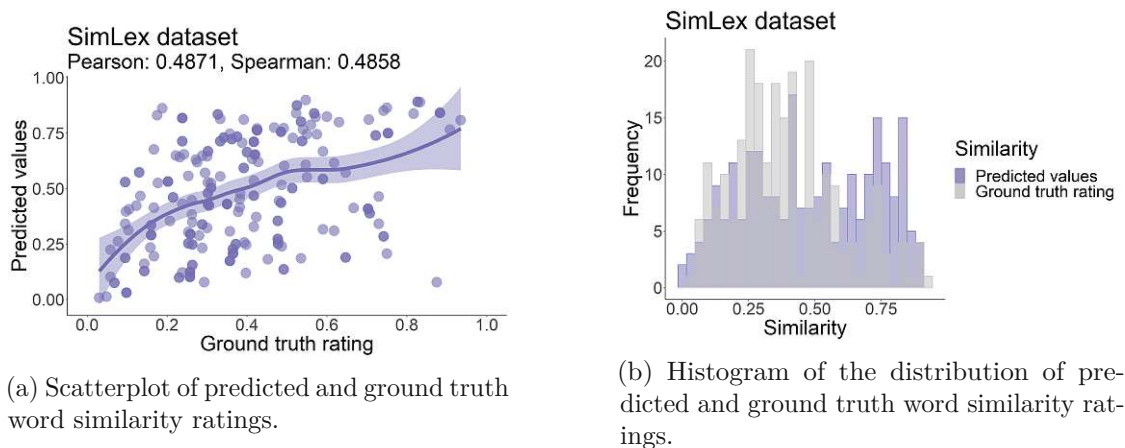 SimLex dataset
Pearson: 0.4871, Spearman: 0.4858
1.00
0.75
0.50
0.25
0.00
Predicted values
0.0 0.2 0.4 0.6 0.8 1.0
Ground truth rating
(a) Scatterplot of predicted and ground truth
word similarity ratings.
SimLex dataset
20
15
10
5
0
Frequency
0.00 0.25 0.50 0.75
Similarity
Similarity
Predicted values
Ground truth rating
(b) Histogram of the distribution of pre-
dicted and ground truth word similarity rat-
ings.